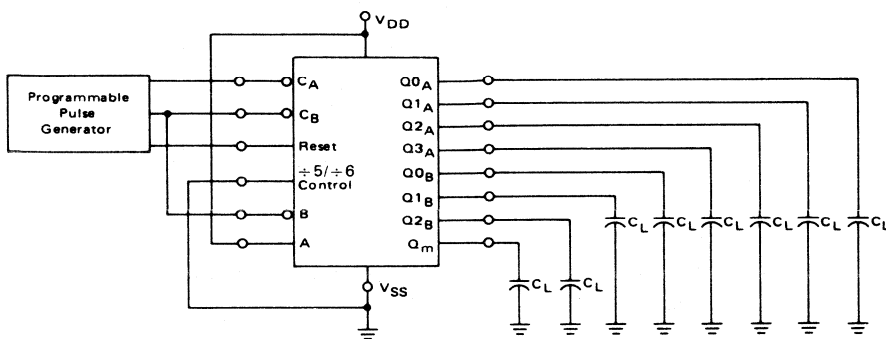 VDD
Programmable
Pulse
Generator
CA
CB
Reset
÷5/÷6
Control
B
A
VSS
Q0A
Q1A
Q2A
Q3A
Q0B
Q1B
Q2B
Qm
CL
CL
CL
CL
CL
CL
CL
CL